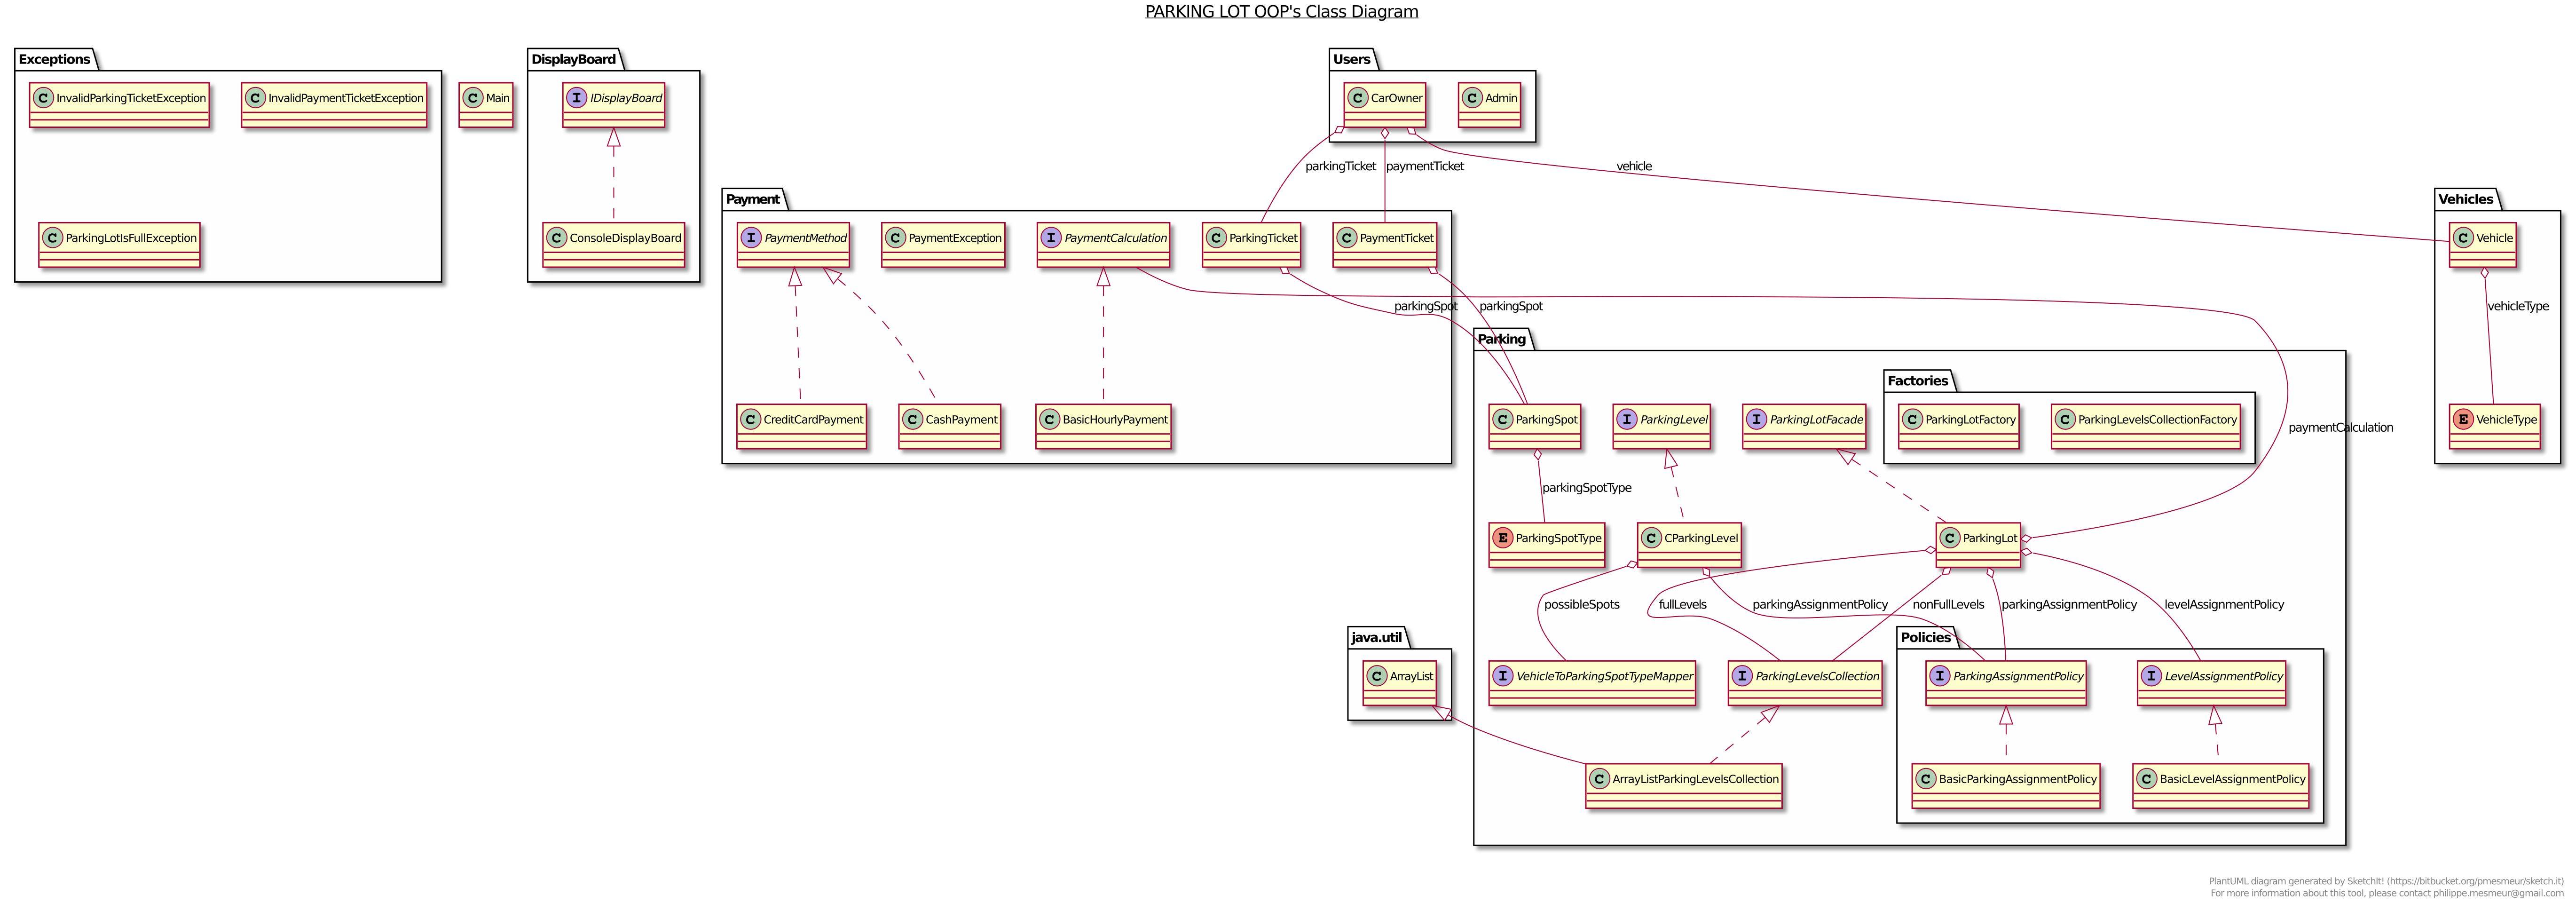 PARKING LOT OOP's Class Diagram
Exceptions
C InvalidParkingTicketException
C InvalidPaymentTicketException
C ParkingLotIsFullException
C Main
DisplayBoard
I IDisplayBoard
C ConsoleDisplayBoard
Users
C CarOwner
C Admin
parkingTicket
paymentTicket
vehicle
Payment
I PaymentMethod
C PaymentException
I PaymentCalculation
C ParkingTicket
C PaymentTicket
parkingSpot
parkingSpot
C CreditCardPayment
C CashPayment
C BasicHourlyPayment
Vehicles
C Vehicle
vehicleType
E VehicleType
Parking
Factories
C ParkingSpot
I ParkingLevel
I ParkingLotFacade
C ParkingLotFactory
C ParkingLevelsCollectionFactory
paymentCalculation
parkingSpotType
E ParkingSpotType
C CParkingLevel
C ParkingLot
possibleSpots
fullLevels
parkingAssignmentPolicy
nonFullLevels
parkingAssignmentPolicy
levelAssignmentPolicy
java.util
C ArrayList
I VehicleToParkingSpotTypeMapper
I ParkingLevelsCollection
Policies
I ParkingAssignmentPolicy
I LevelAssignmentPolicy
C ArrayListParkingLevelsCollection
C BasicParkingAssignmentPolicy
C BasicLevelAssignmentPolicy
PlantUML diagram generated by SketchIt! (https://bitbucket.org/pmesmeur/sketch.it)
For more information about this tool, please contact philippe.mesmeur@gmail.com